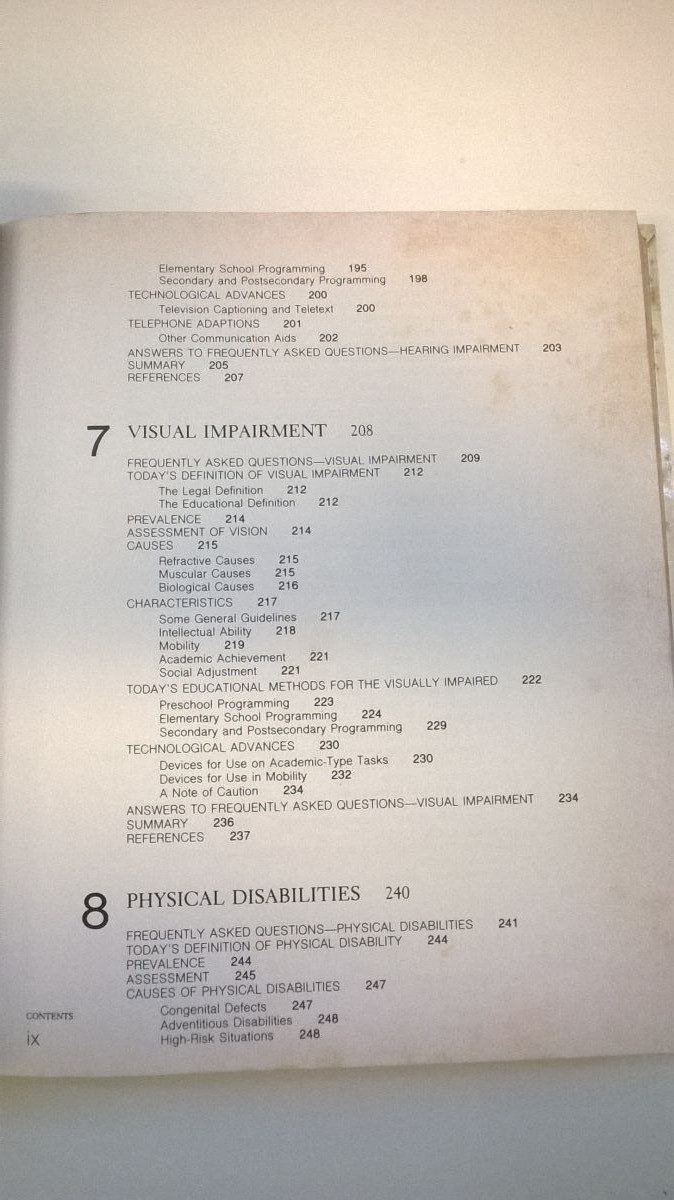 Elementary School Programming 195
Secondary and Postsecondary Programming 198
TECHNOLOGICAL ADVANCES 200
Television Captioning and Teletext 200
TELEPHONE ADAPTIONS 201
Other Communication Aids 202
ANSWERS TO FREQUENTLY ASKED QUESTIONS—HEARING IMPAIRMENT 203
SUMMARY 205
REFERENCES 207
7 VISUAL IMPAIRMENT 208
FREQUENTLY ASKED QUESTIONS—VISUAL IMPAIRMENT 209
TODAY'S DEFINITION OF VISUAL IMPAIRMENT 212
The Legal Definition 212
The Educational Definition 212
PREVALENCE 214
ASSESSMENT OF VISION 214
CAUSES 215
Refractive Causes 215
Muscular Causes 215
Biological Causes 216
CHARACTERISTICS 217
Some General Guidelines 217
Intellectual Ability 218
Mobility 219
Academic Achievement 221
Social Adjustment 221
TODAY'S EDUCATIONAL METHODS FOR THE VISUALLY IMPAIRED 222
Preschool Programming 223
Elementary School Programming 224
Secondary and Postsecondary Programming 229
TECHNOLOGICAL ADVANCES 230
Devices for Use on Academic-Type Tasks 230
Devices for Use in Mobility 232
A Note of Caution 234
ANSWERS TO FREQUENTLY ASKED QUESTIONS—VISUAL IMPAIRMENT 234
SUMMARY 236
REFERENCES 237
8 PHYSICAL DISABILITIES 240
FREQUENTLY ASKED QUESTIONS—PHYSICAL DISABILITIES 241
TODAY'S DEFINITION OF PHYSICAL DISABILITY 244
PREVALENCE 244
ASSESSMENT 245
CAUSES OF PHYSICAL DISABILITIES 247
Congenital Defects 247
Adventitious Disabilities 248
High-Risk Situations 248
CONTENTS
ix